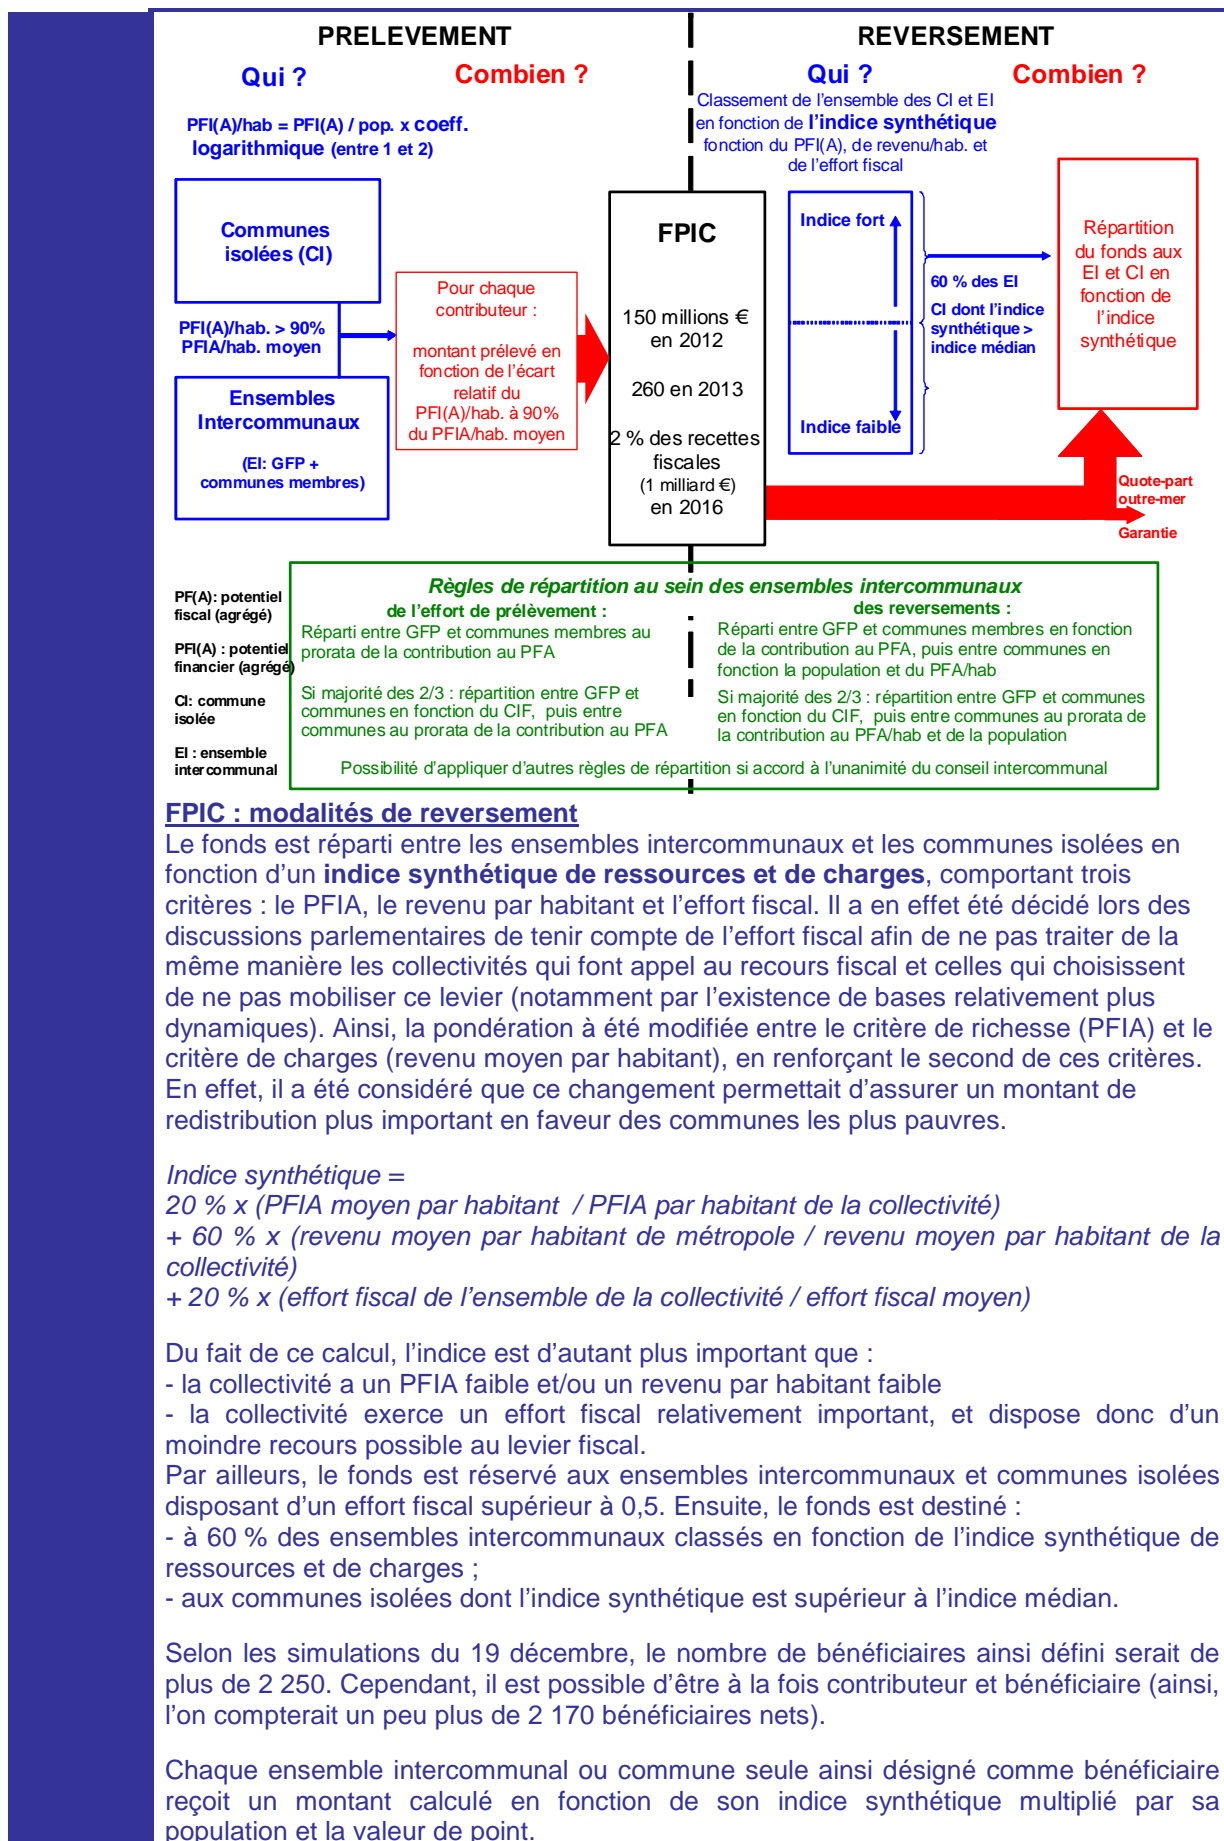 PRELEVEMENT
REVERSEMENT
Qui ?
Combien ?
Qui ?
Combien ?
PFI(A)/hab = PFI(A) / pop. x coeff.
logarithmique (entre 1 et 2)
Classement de l'ensemble des CI et EI
en fonction de l'indice synthétique
fonction du PFI(A), de revenu/hab. et
de l'effort fiscal
Communes
isolées (CI)
PFI(A)/hab. > 90%
PFIA/hab. moyen
Ensembles
Intercommunaux
(EI: GFP +
communes membres)
Pour chaque
contributeur :
montant prélevé en
fonction de l'écart
relatif du
PFI(A)/hab. à 90%
du PFIA/hab. moyen
FPIC
150 millions €
en 2012
260 en 2013
2 % des recettes
fiscales
(1 milliard €)
en 2016
Indice fort
Indice faible
60 % des EI
CI dont l'indice
synthétique >
indice médian
Répartition
du fonds aux
EI et CI en
fonction de
l'indice
synthétique
Quote-part
outre-mer
Garantie
PF(A): potentiel
fiscal (agrégé)
PFI(A) : potentiel
financier (agrégé)
CI: commune
isolée
EI : ensemble
intercommunal
Règles de répartition au sein des ensembles intercommunaux
de l'effort de prélèvement :
Réparti entre GFP et communes membres au
prorata de la contribution au PFA
Si majorité des 2/3 : répartition entre GFP et
communes en fonction du CIF,  puis entre
communes au prorata de la contribution au PFA
des reversements :
Réparti entre GFP et communes membres en fonction
de la contribution au PFA, puis entre communes en
fonction la population et du PFA/hab
Si majorité des 2/3 : répartition entre GFP et communes
en fonction du CIF,  puis entre communes au prorata de
la contribution au PFA/hab et de la population
Possibilité d'appliquer d'autres règles de répartition si accord à l'unanimité du conseil intercommunal
FPIC : modalités de reversement
Le fonds est réparti entre les ensembles intercommunaux et les communes isolées en
fonction d'un indice synthétique de ressources et de charges, comportant trois
critères : le PFIA, le revenu par habitant et l'effort fiscal. Il a en effet été décidé lors des
discussions parlementaires de tenir compte de l'effort fiscal afin de ne pas traiter de la
même manière les collectivités qui font appel au recours fiscal et celles qui choisissent
de ne pas mobiliser ce levier (notamment par l'existence de bases relativement plus
dynamiques). Ainsi, la pondération à été modifiée entre le critère de richesse (PFIA) et le
critère de charges (revenu moyen par habitant), en renforçant le second de ces critères.
En effet, il a été considéré que ce changement permettait d'assurer un montant de
redistribution plus important en faveur des communes les plus pauvres.
Indice synthétique =
20 % x (PFIA moyen par habitant  / PFIA par habitant de la collectivité)
+ 60 % x (revenu moyen par habitant de métropole / revenu moyen par habitant de la
collectivité)
+ 20 % x (effort fiscal de l'ensemble de la collectivité / effort fiscal moyen)
Du fait de ce calcul, l'indice est d'autant plus important que :
- la collectivité a un PFIA faible et/ou un revenu par habitant faible
- la collectivité exerce un effort fiscal relativement important, et dispose donc d'un
moindre recours possible au levier fiscal.
Par ailleurs, le fonds est réservé aux ensembles intercommunaux et communes isolées
disposant d'un effort fiscal supérieur à 0,5. Ensuite, le fonds est destiné :
- à 60 % des ensembles intercommunaux classés en fonction de l'indice synthétique de
ressources et de charges ;
- aux communes isolées dont l'indice synthétique est supérieur à l'indice médian.
Selon les simulations du 19 décembre, le nombre de bénéficiaires ainsi défini serait de
plus de 2 250. Cependant, il est possible d'être à la fois contributeur et bénéficiaire (ainsi,
l'on compterait un peu plus de 2 170 bénéficiaires nets).
Chaque ensemble intercommunal ou commune seule ainsi désigné comme bénéficiaire
reçoit un montant calculé en fonction de son indice synthétique multiplié par sa
population et la valeur de point.